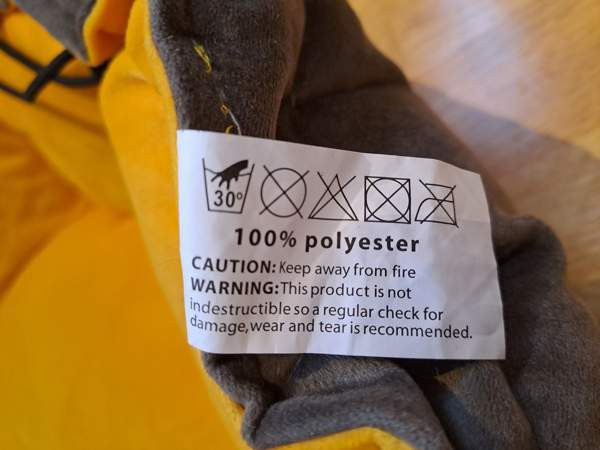 30°
100% polyester
CAUTION: Keep away from fire
WARNING:This product is not
indestructible so a regular check for
damage,wear and tear is recommended.